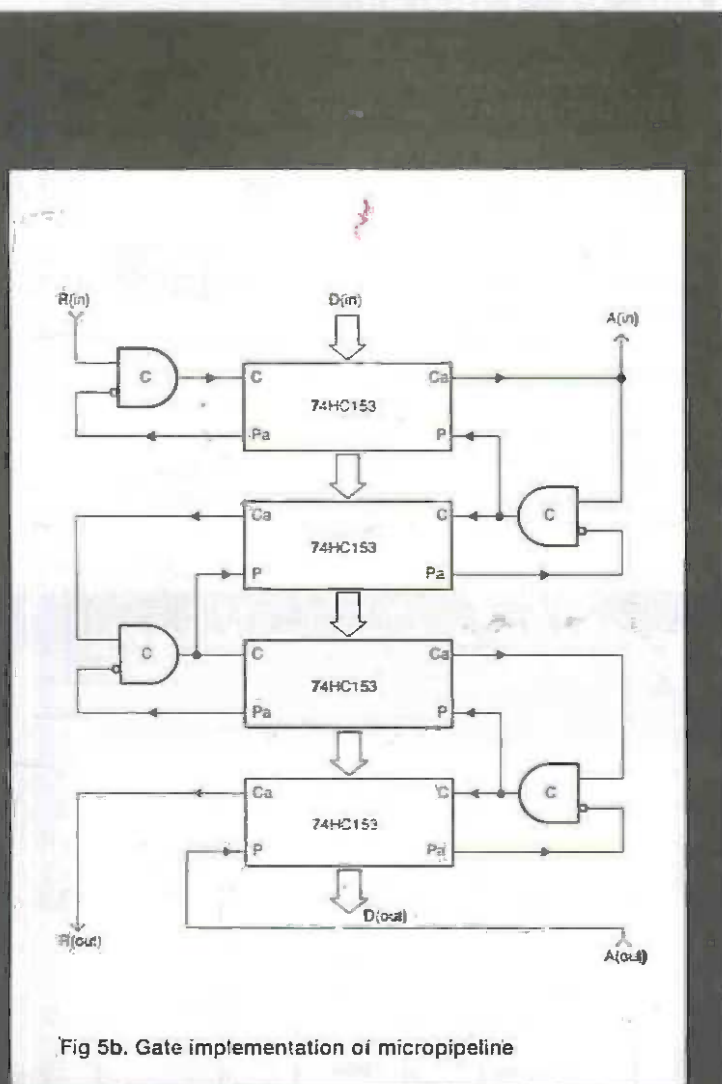 R(in)
D(in)
A(in)
C
C
Ca
74HC153
Pa
P
Ca
C
C
74HC153
P
Pa
C
C
Ca
74HC153
Pa
P
Ca
C
C
74HC153
P
Pa
D(out)
R(out)
A(out)
Fig 5b. Gate implementation of micropipeline